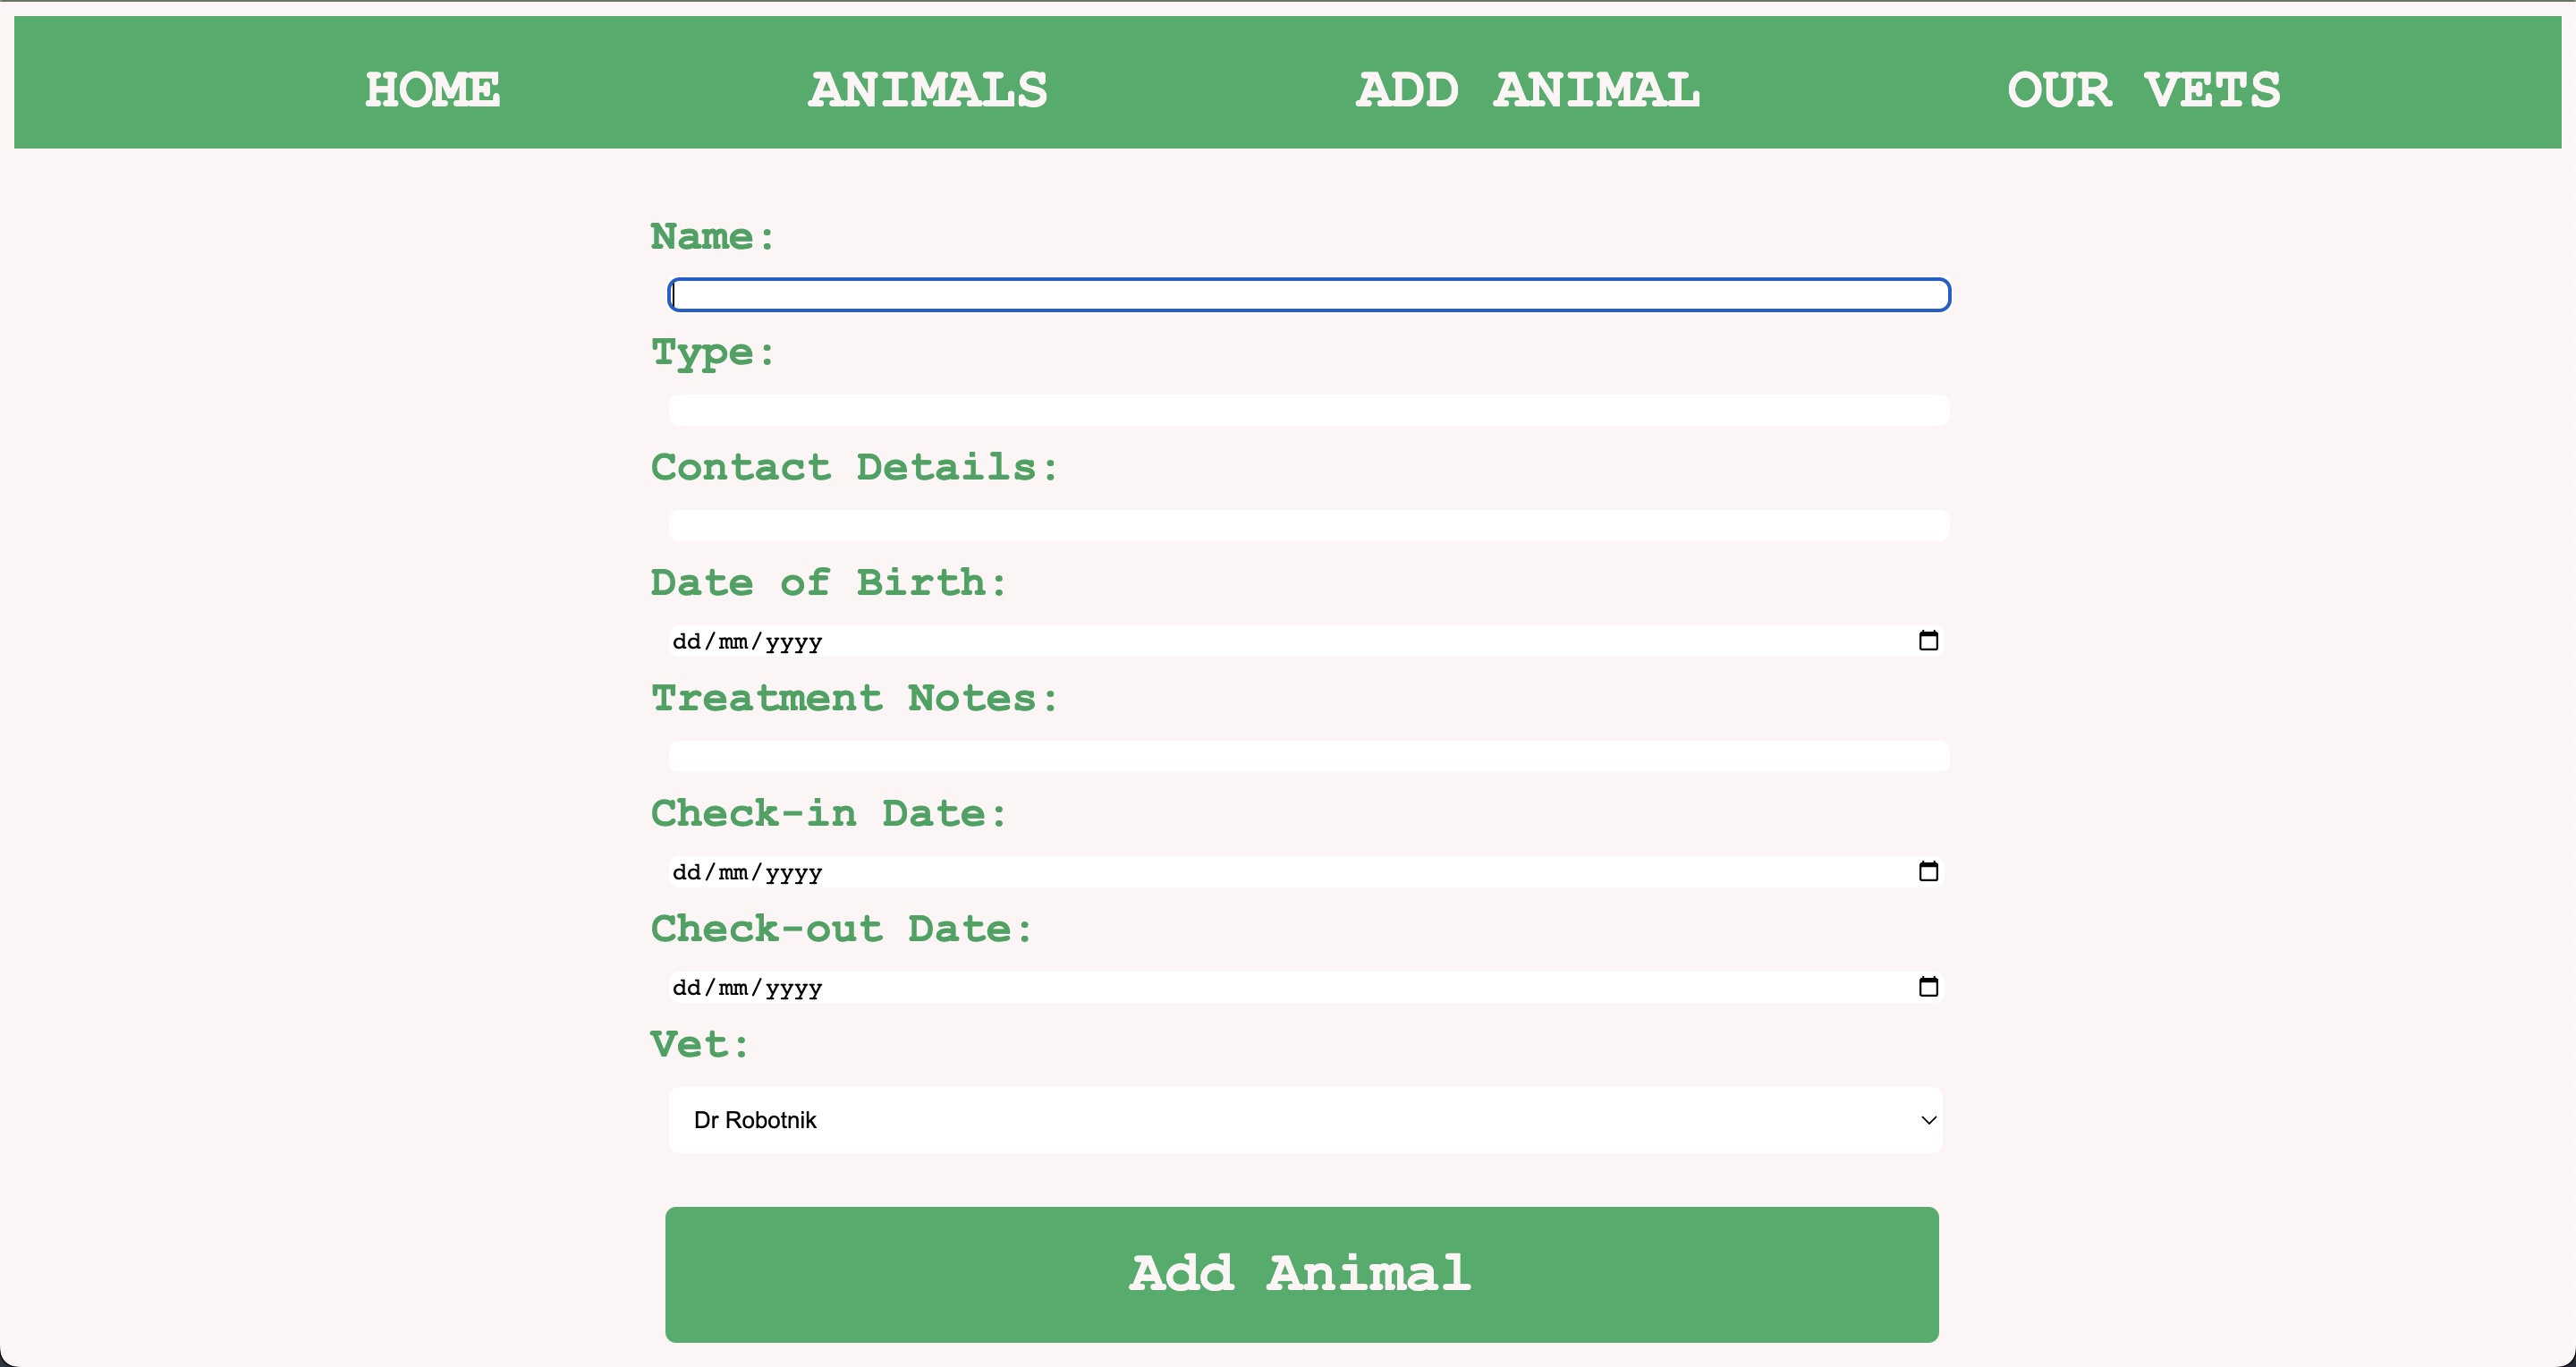 HOME ANIMALS ADD ANIMAL OUR VETS
Name:
Type:
Contact Details:
Date of Birth:
dd/mm/yyyy
Treatment Notes:
Check-in Date:
dd/mm/yyyy
Check-out Date:
dd/mm/yyyy
Vet:
Dr Robotnik
Add Animal